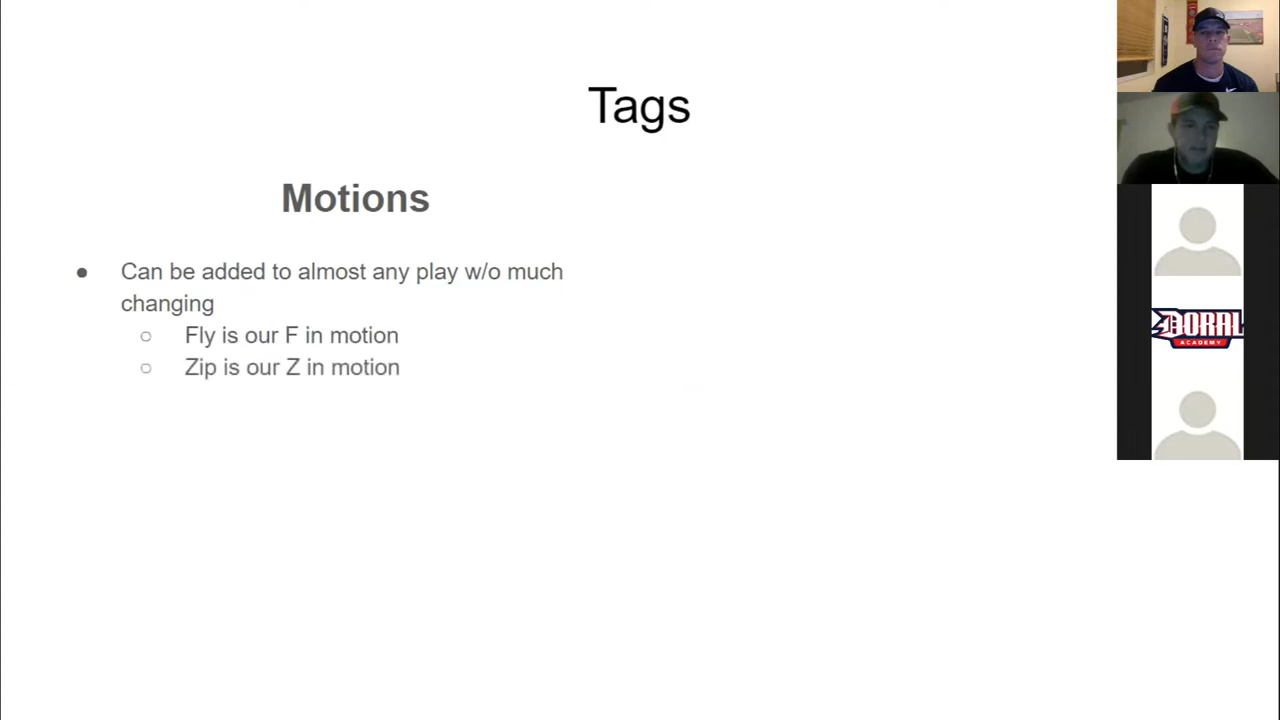 Tags
Motions
● Can be added to almost any play w/o much
changing
○ Fly is our F in motion
○ Zip is our Z in motion
DORAL
ACADEMY